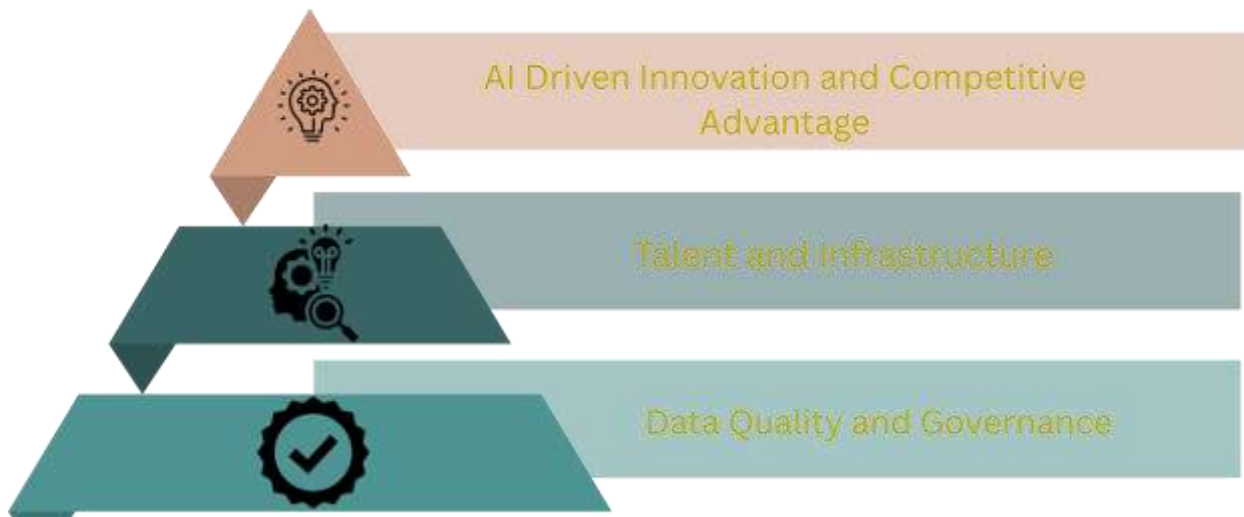 AI Driven Innovation and Competitive
Advantage
Talent and Infrastructure
Data Quality and Governance